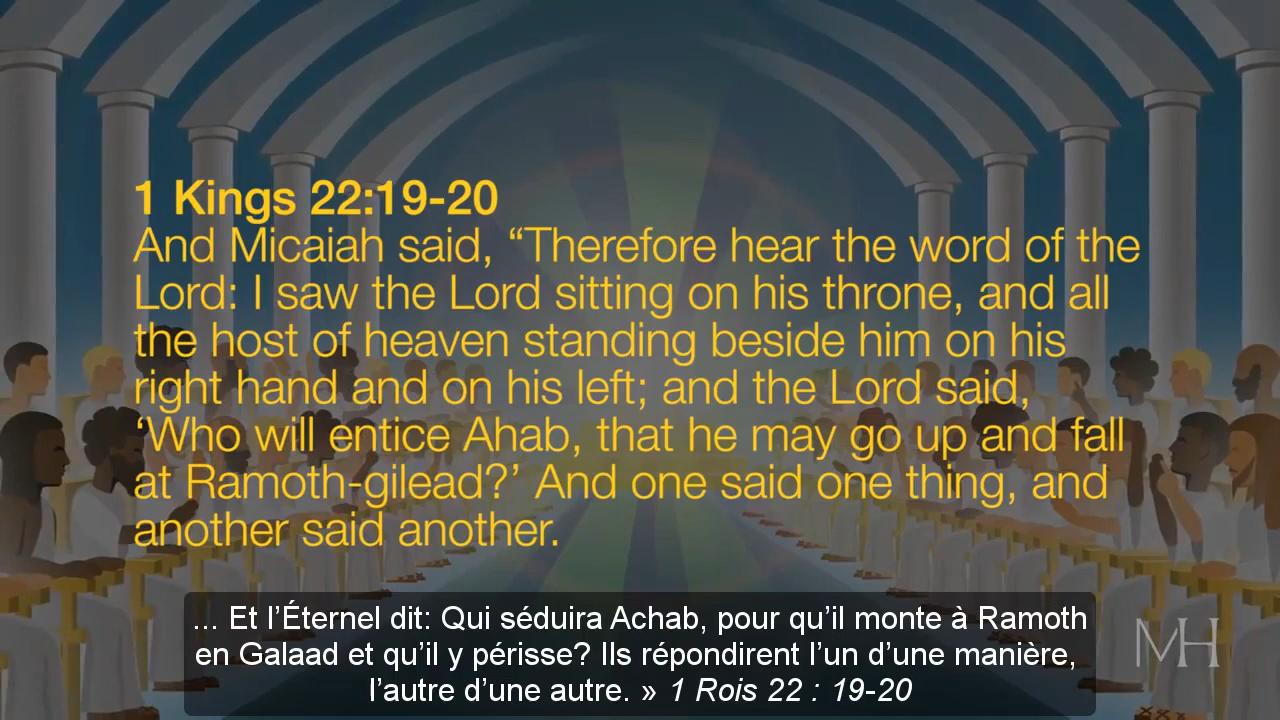 1 Kings 22:19-20
And Micaiah said, “Therefore hear the word of the
Lord: I saw the Lord sitting on his throne, and all
the host of heaven standing beside him on his
right hand and on his left; and the Lord said,
‘Who will entice Ahab, that he may go up and fall
at Ramoth-gilead?’ And one said one thing, and
another said another.
... Et l’Éternel dit: Qui séduira Achab, pour qu’il monte à Ramoth
en Galaad et qu’il y périsse? Ils répondirent l’un d’une manière,
l’autre d’une autre. » 1 Rois 22 : 19-20
MH